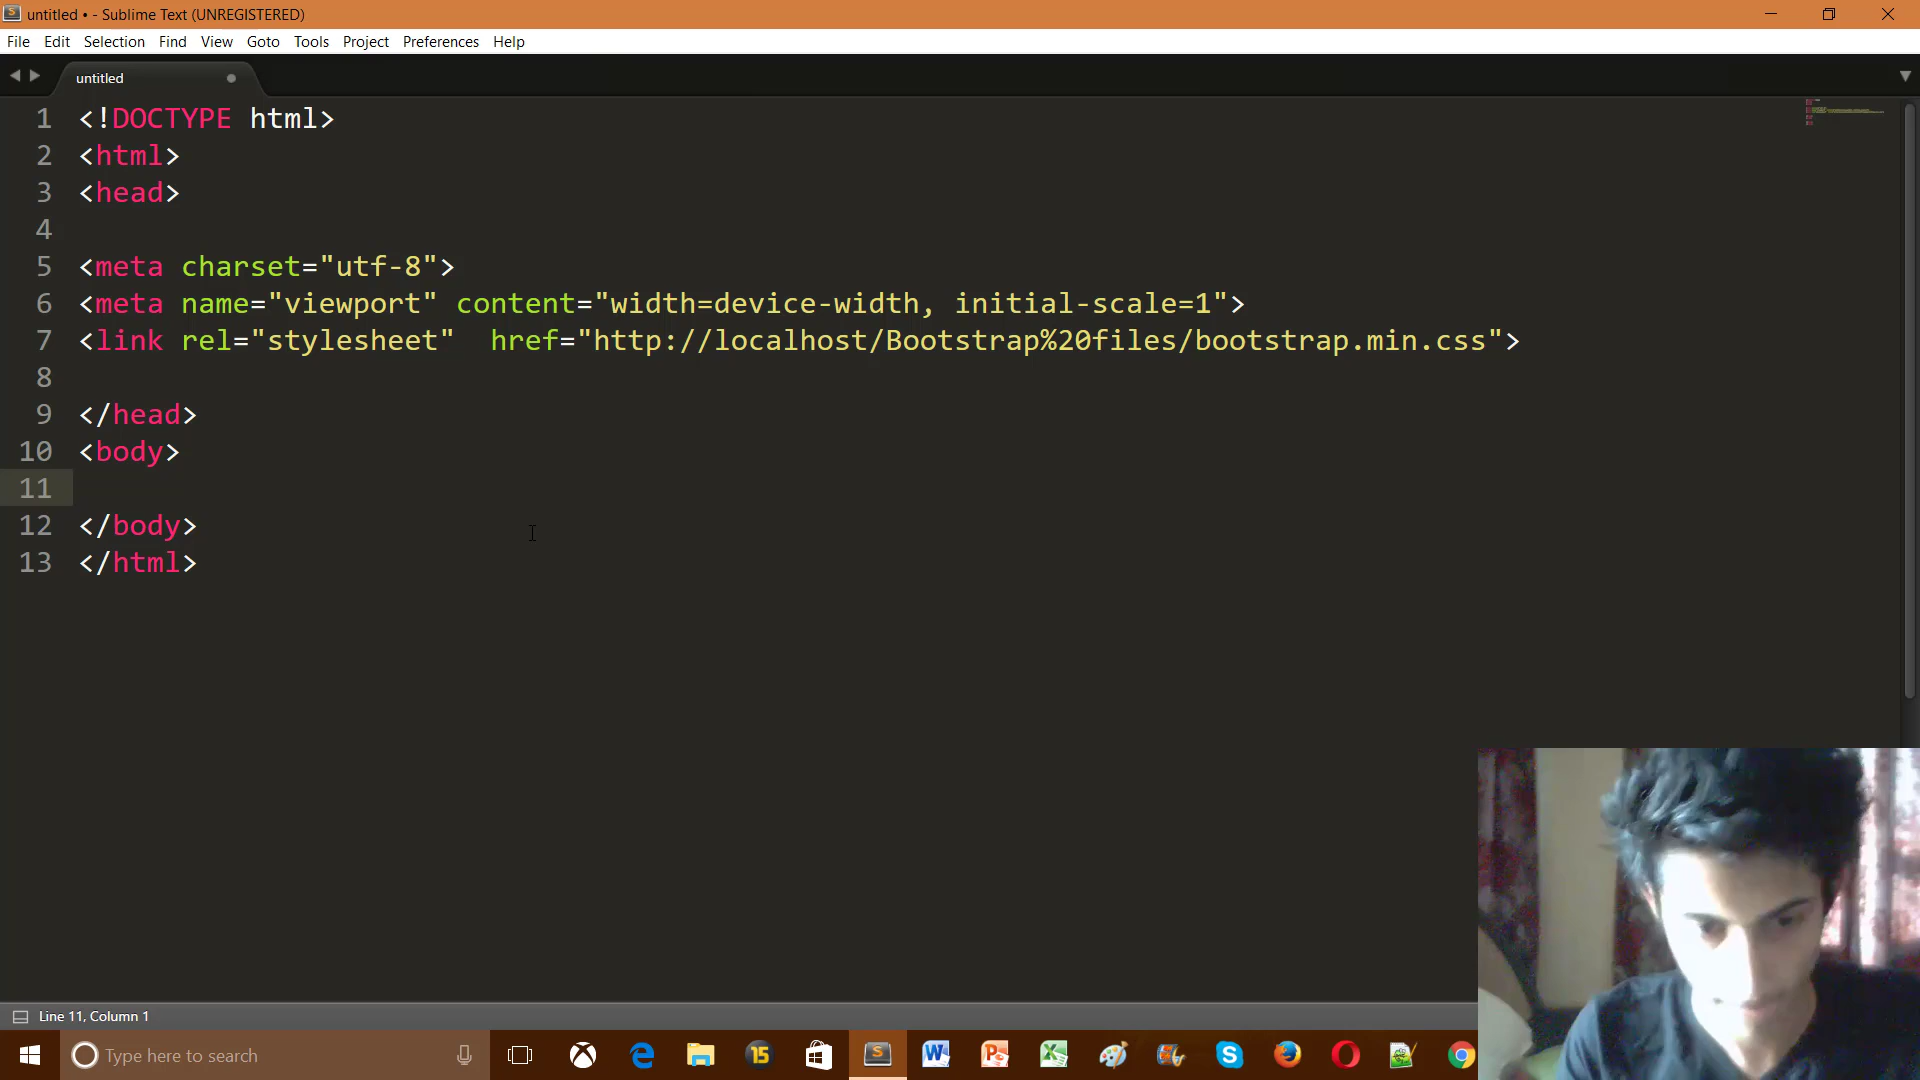 untitled • - Sublime Text (UNREGISTERED)
File Edit Selection Find View Goto Tools Project Preferences Help
untitled
1 <!DOCTYPE html>
2 <html>
3 <head>
4
5 <meta charset="utf-8">
6 <meta name="viewport" content="width=device-width, initial-scale=1">
7 <link rel="stylesheet"  href="http://localhost/Bootstrap%20files/bootstrap.min.css">
8
9 </head>
10 <body>
11
12 </body>
13 </html>
Line 11, Column 1
Type here to search
15